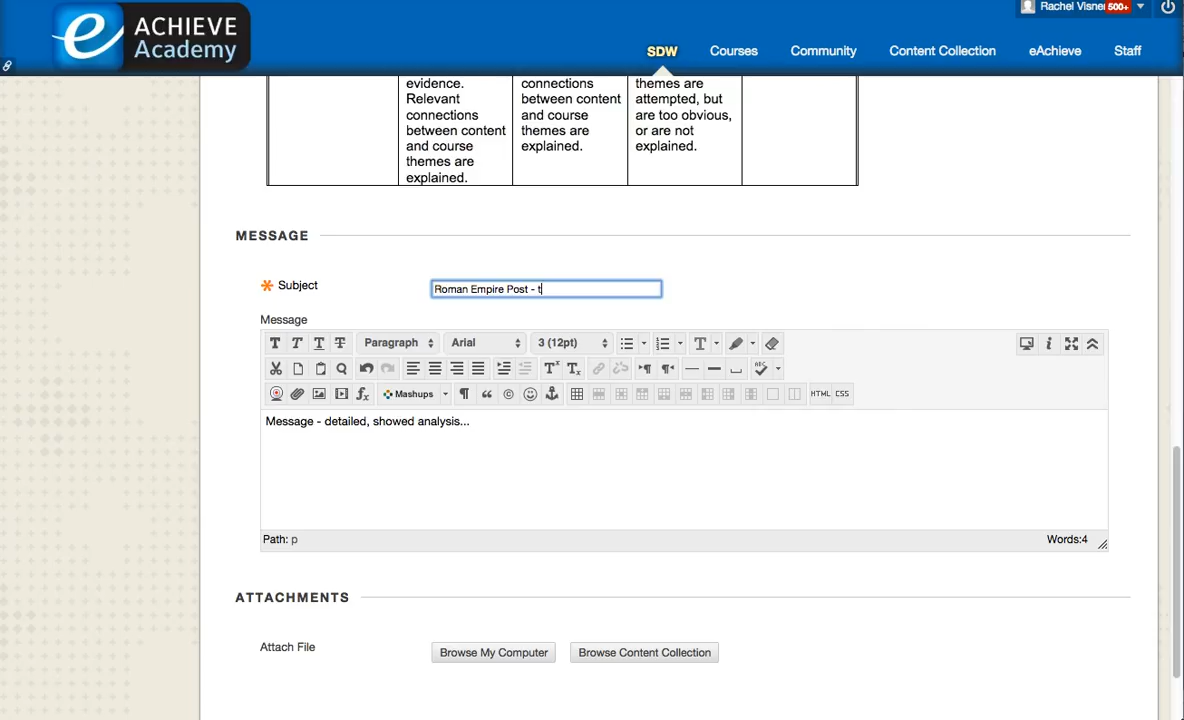 Rachel Visner 500+
ACHIEVE
Academy
SDW Courses Community Content Collection eAchieve Staff
evidence.
Relevant
connections
between content
and course
themes are
explained.
connections
between content
and course
themes are
explained.
themes are
attempted, but
are too obvious,
or are not
explained.
MESSAGE
Subject
Roman Empire Post - t
Message
T T T T Paragraph Arial 3 (12pt) T
Mashups HTML CSS
Message - detailed, showed analysis...
Path: p Words:4
ATTACHMENTS
Attach File Browse My Computer Browse Content Collection